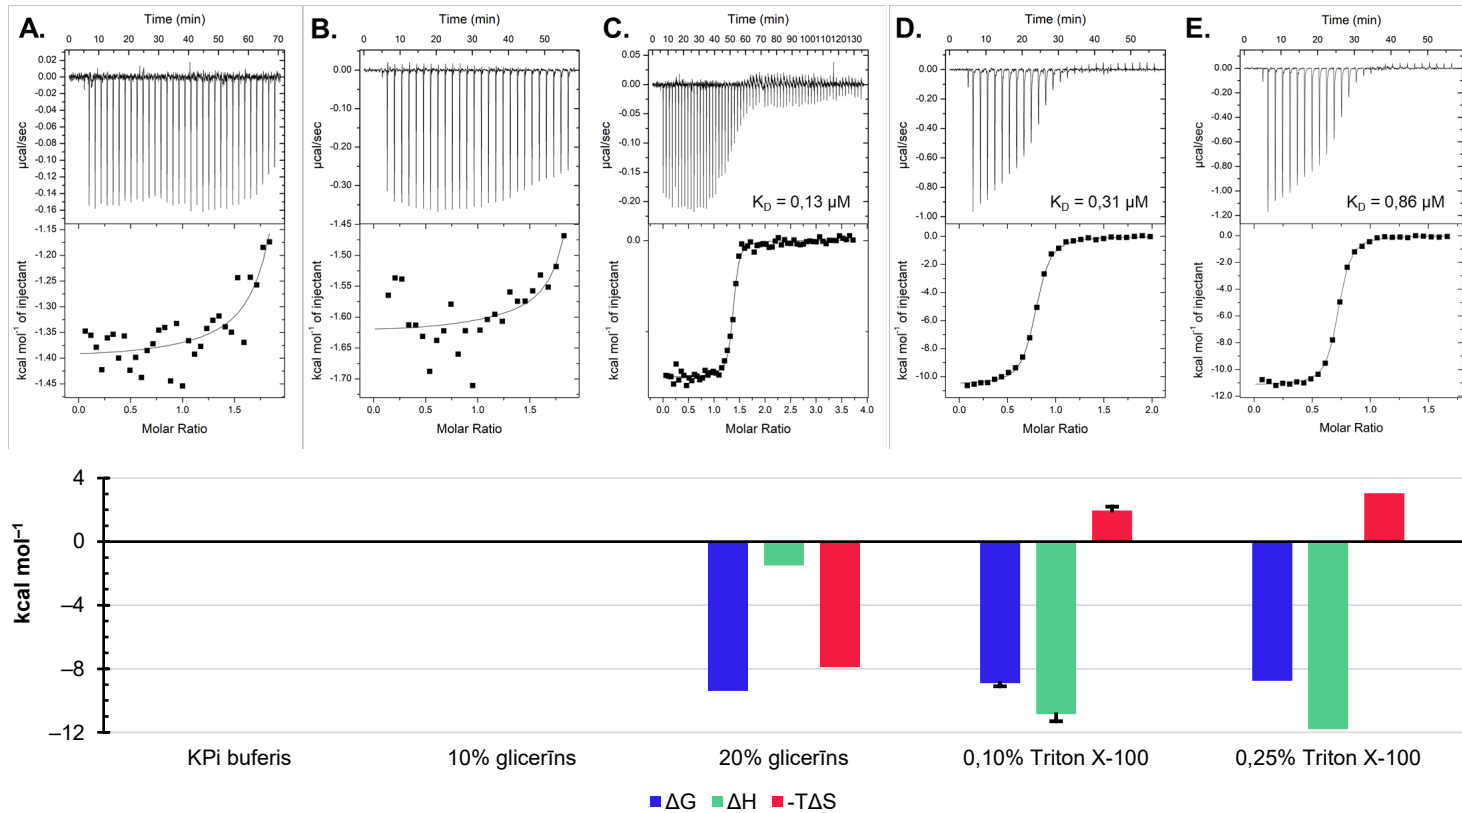 A.
Time (min)
0 10 20 30 40 50 60 70
0.02
0.00
-0.02
-0.04
-0.06
-0.08
-0.10
-0.12
-0.14
-0.16
µcal/sec
-1.15
-1.20
-1.25
-1.30
-1.35
-1.40
-1.45
kcal mol⁻¹ of injectant
0.0 0.5 1.0 1.5
Molar Ratio
B.
Time (min)
0 10 20 30 40 50
0.00
-0.10
-0.20
-0.30
µcal/sec
-1.45
-1.50
-1.55
-1.60
-1.65
-1.70
kcal mol⁻¹ of injectant
0.0 0.5 1.0 1.5
Molar Ratio
C.
Time (min)
0 10 20 30 40 50 60 70 80 90 100 110 120 130
0.05
0.00
-0.05
-0.10
-0.15
-0.20
µcal/sec
K_D = 0,13 µM
0.0
kcal mol⁻¹ of injectant
0.0 0.5 1.0 1.5 2.0 2.5 3.0 3.5 4.0
Molar Ratio
D.
Time (min)
0 10 20 30 40 50
0.00
-0.20
-0.40
-0.60
-0.80
-1.00
µcal/sec
K_D = 0,31 µM
0.0
-2.0
-4.0
-6.0
-8.0
-10.0
kcal mol⁻¹ of injectant
0.0 0.5 1.0 1.5 2.0
Molar Ratio
E.
Time (min)
0 10 20 30 40 50
0.00
-0.20
-0.40
-0.60
-0.80
-1.00
-1.20
µcal/sec
K_D = 0,86 µM
0.0
-2.0
-4.0
-6.0
-8.0
-10.0
-12.0
kcal mol⁻¹ of injectant
0.0 0.5 1.0 1.5
Molar Ratio
kcal mol⁻¹
4
0
–4
–8
–12
KPi buferis 10% glicerīns 20% glicerīns 0,10% Triton X-100 0,25% Triton X-100
ΔG ΔH -TΔS